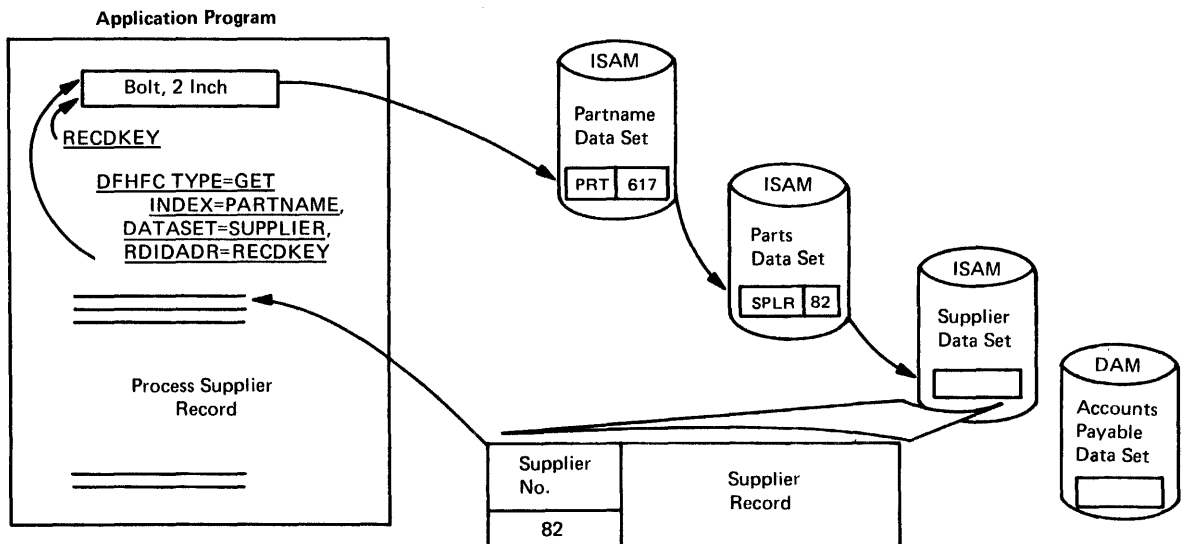 Application Program
Bolt, 2 Inch
RECDKEY
DFHFC TYPE=GET
INDEX=PARTNAME,
DATASET=SUPPLIER,
RDIDADR=RECDKEY
Process Supplier
Record
ISAM
Partname
Data Set
PRT 617
ISAM
Parts
Data Set
SPLR 82
ISAM
Supplier
Data Set
DAM
Accounts
Payable
Data Set
Supplier
No.
82
Supplier
Record